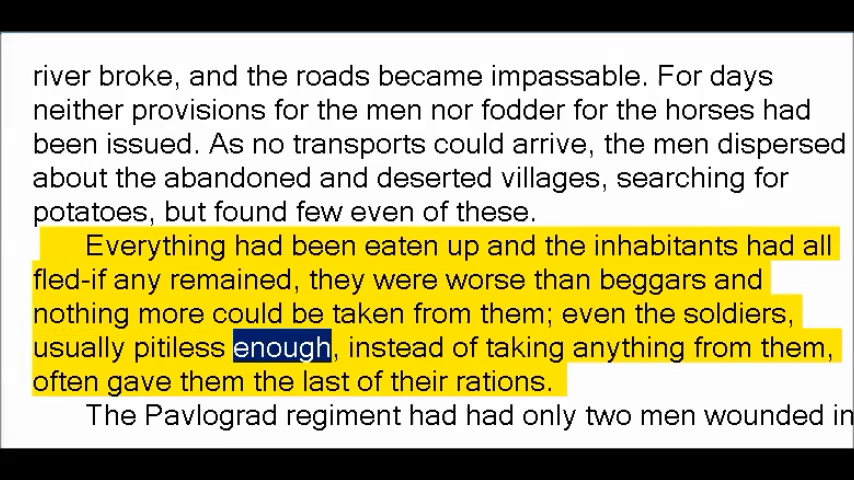 river broke, and the roads became impassable. For days
neither provisions for the men nor fodder for the horses had
been issued. As no transports could arrive, the men dispersed
about the abandoned and deserted villages, searching for
potatoes, but found few even of these.
Everything had been eaten up and the inhabitants had all
fled-if any remained, they were worse than beggars and
nothing more could be taken from them; even the soldiers,
usually pitiless enough, instead of taking anything from them,
often gave them the last of their rations.
The Pavlograd regiment had had only two men wounded in